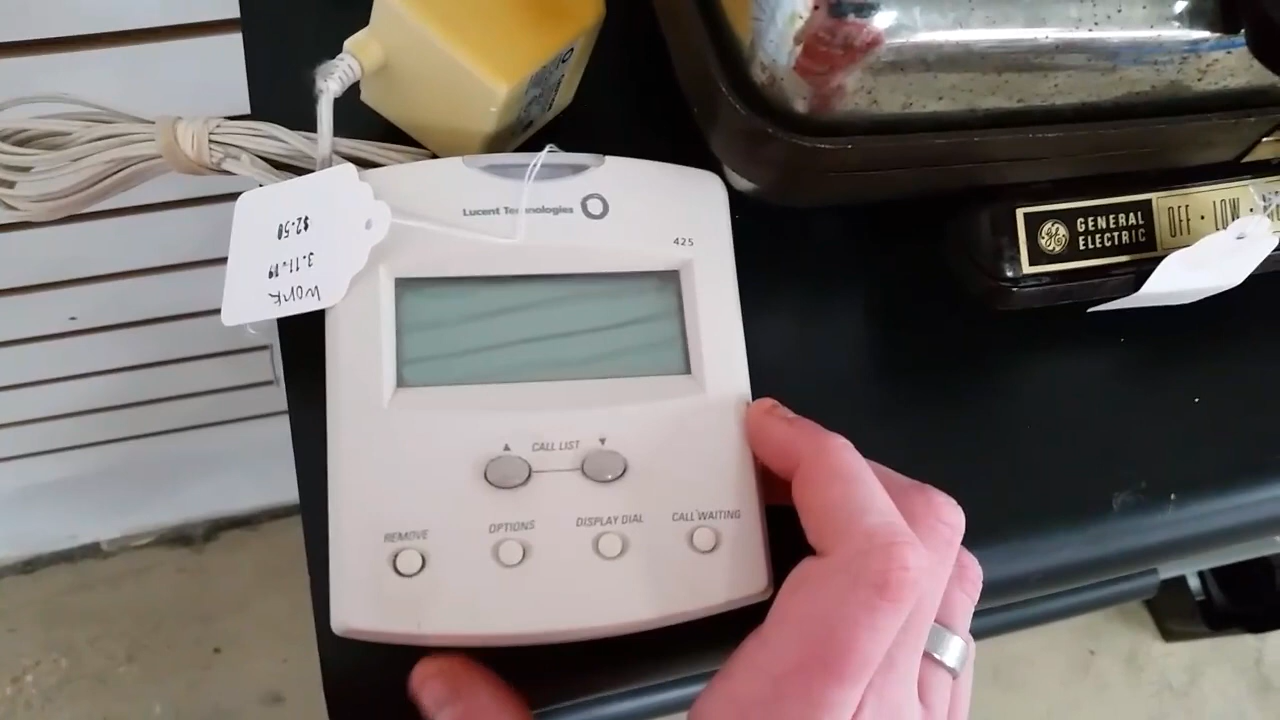 Lucent Technologies
425
WORK
3.11.19
$2.50
▲ CALL LIST ▼
REMOVE OPTIONS DISPLAY DIAL CALL WAITING
GE GENERAL
ELECTRIC
OFF · LOW ·